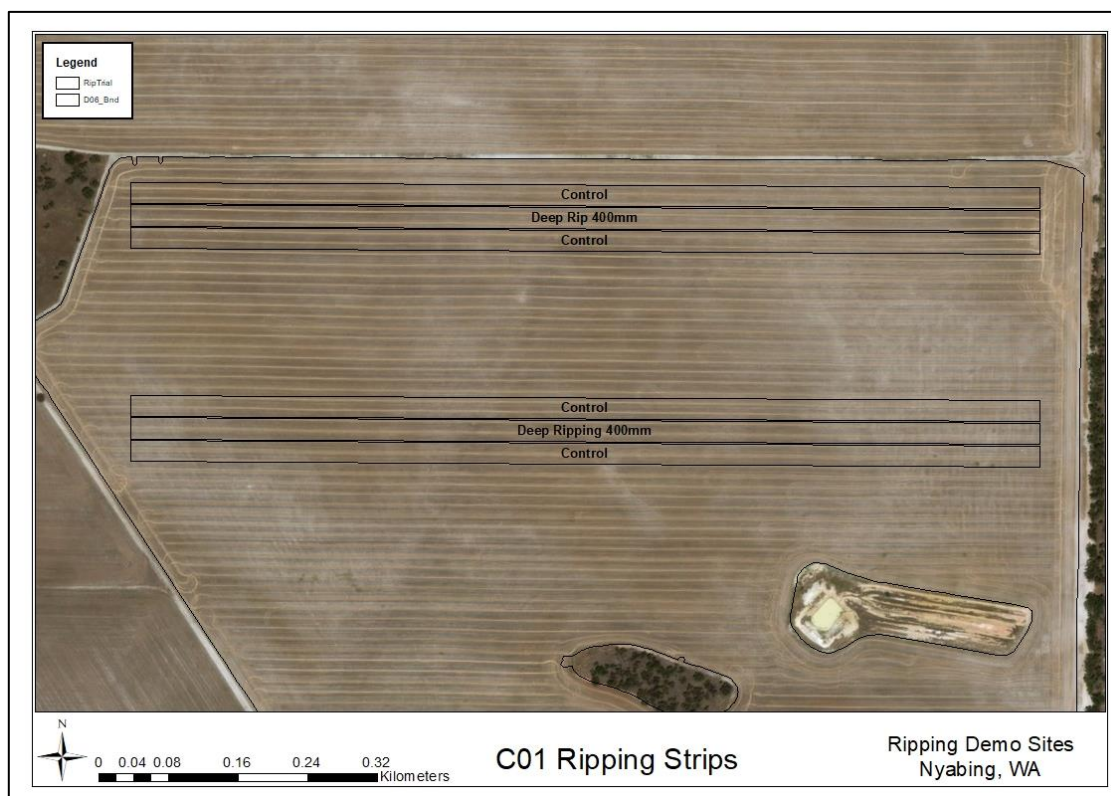 Legend
RipTrial
D06_Bnd
Control
Deep Rip 400mm
Control
Control
Deep Ripping 400mm
Control
N
0 0.04 0.08 0.16 0.24 0.32
Kilometers
C01 Ripping Strips
Ripping Demo Sites
Nyabing, WA